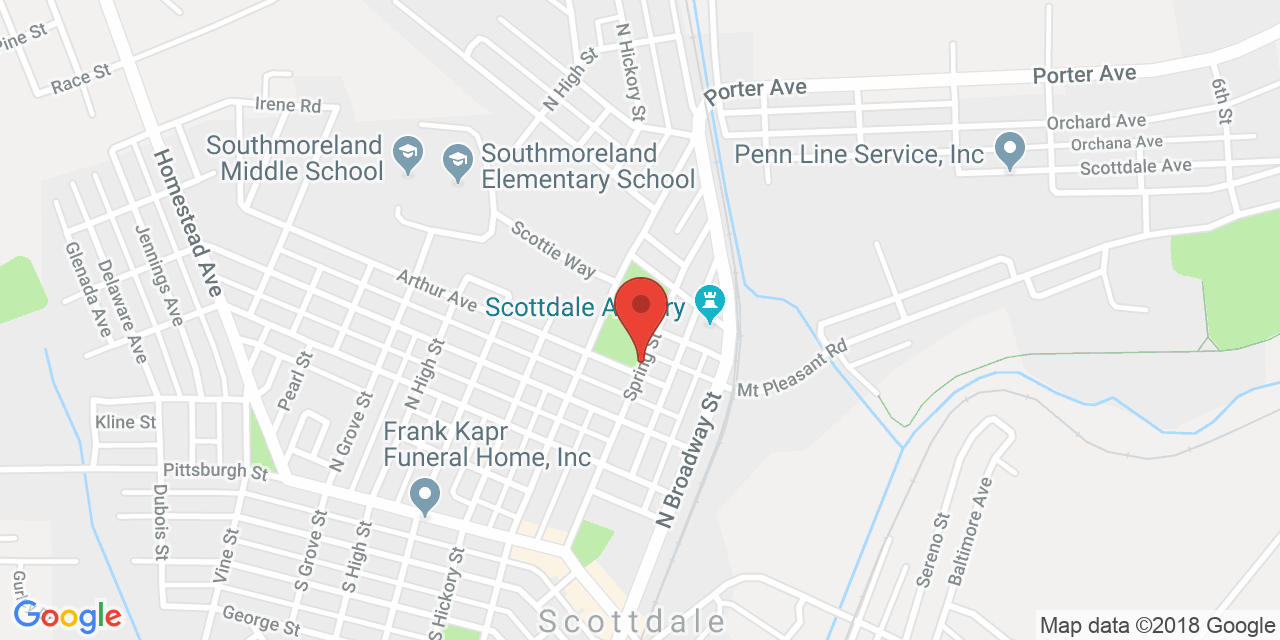 Pine St
Race St
N High St
N Hickory St
Porter Ave
Porter Ave
6th St
Irene Rd
Orchard Ave
Orchana Ave
Scottdale Ave
Southmoreland
Middle School
Southmoreland
Elementary School
Penn Line Service, Inc
Homestead Ave
Jennings Ave
Delaware Ave
Glenada Ave
Scottie Way
Arthur Ave
Scottdale A
ry
Spring St
Mt Pleasant Rd
Pearl St
N High St
N Grove St
Kline St
Frank Kapr
Funeral Home, Inc
N Broadway St
Pittsburgh St
Dubois St
Vine St
S Grove St
S High St
S Hickory St
George St
Sereno St
Baltimore Ave
Scottdale
Google
Map data ©2018 Google